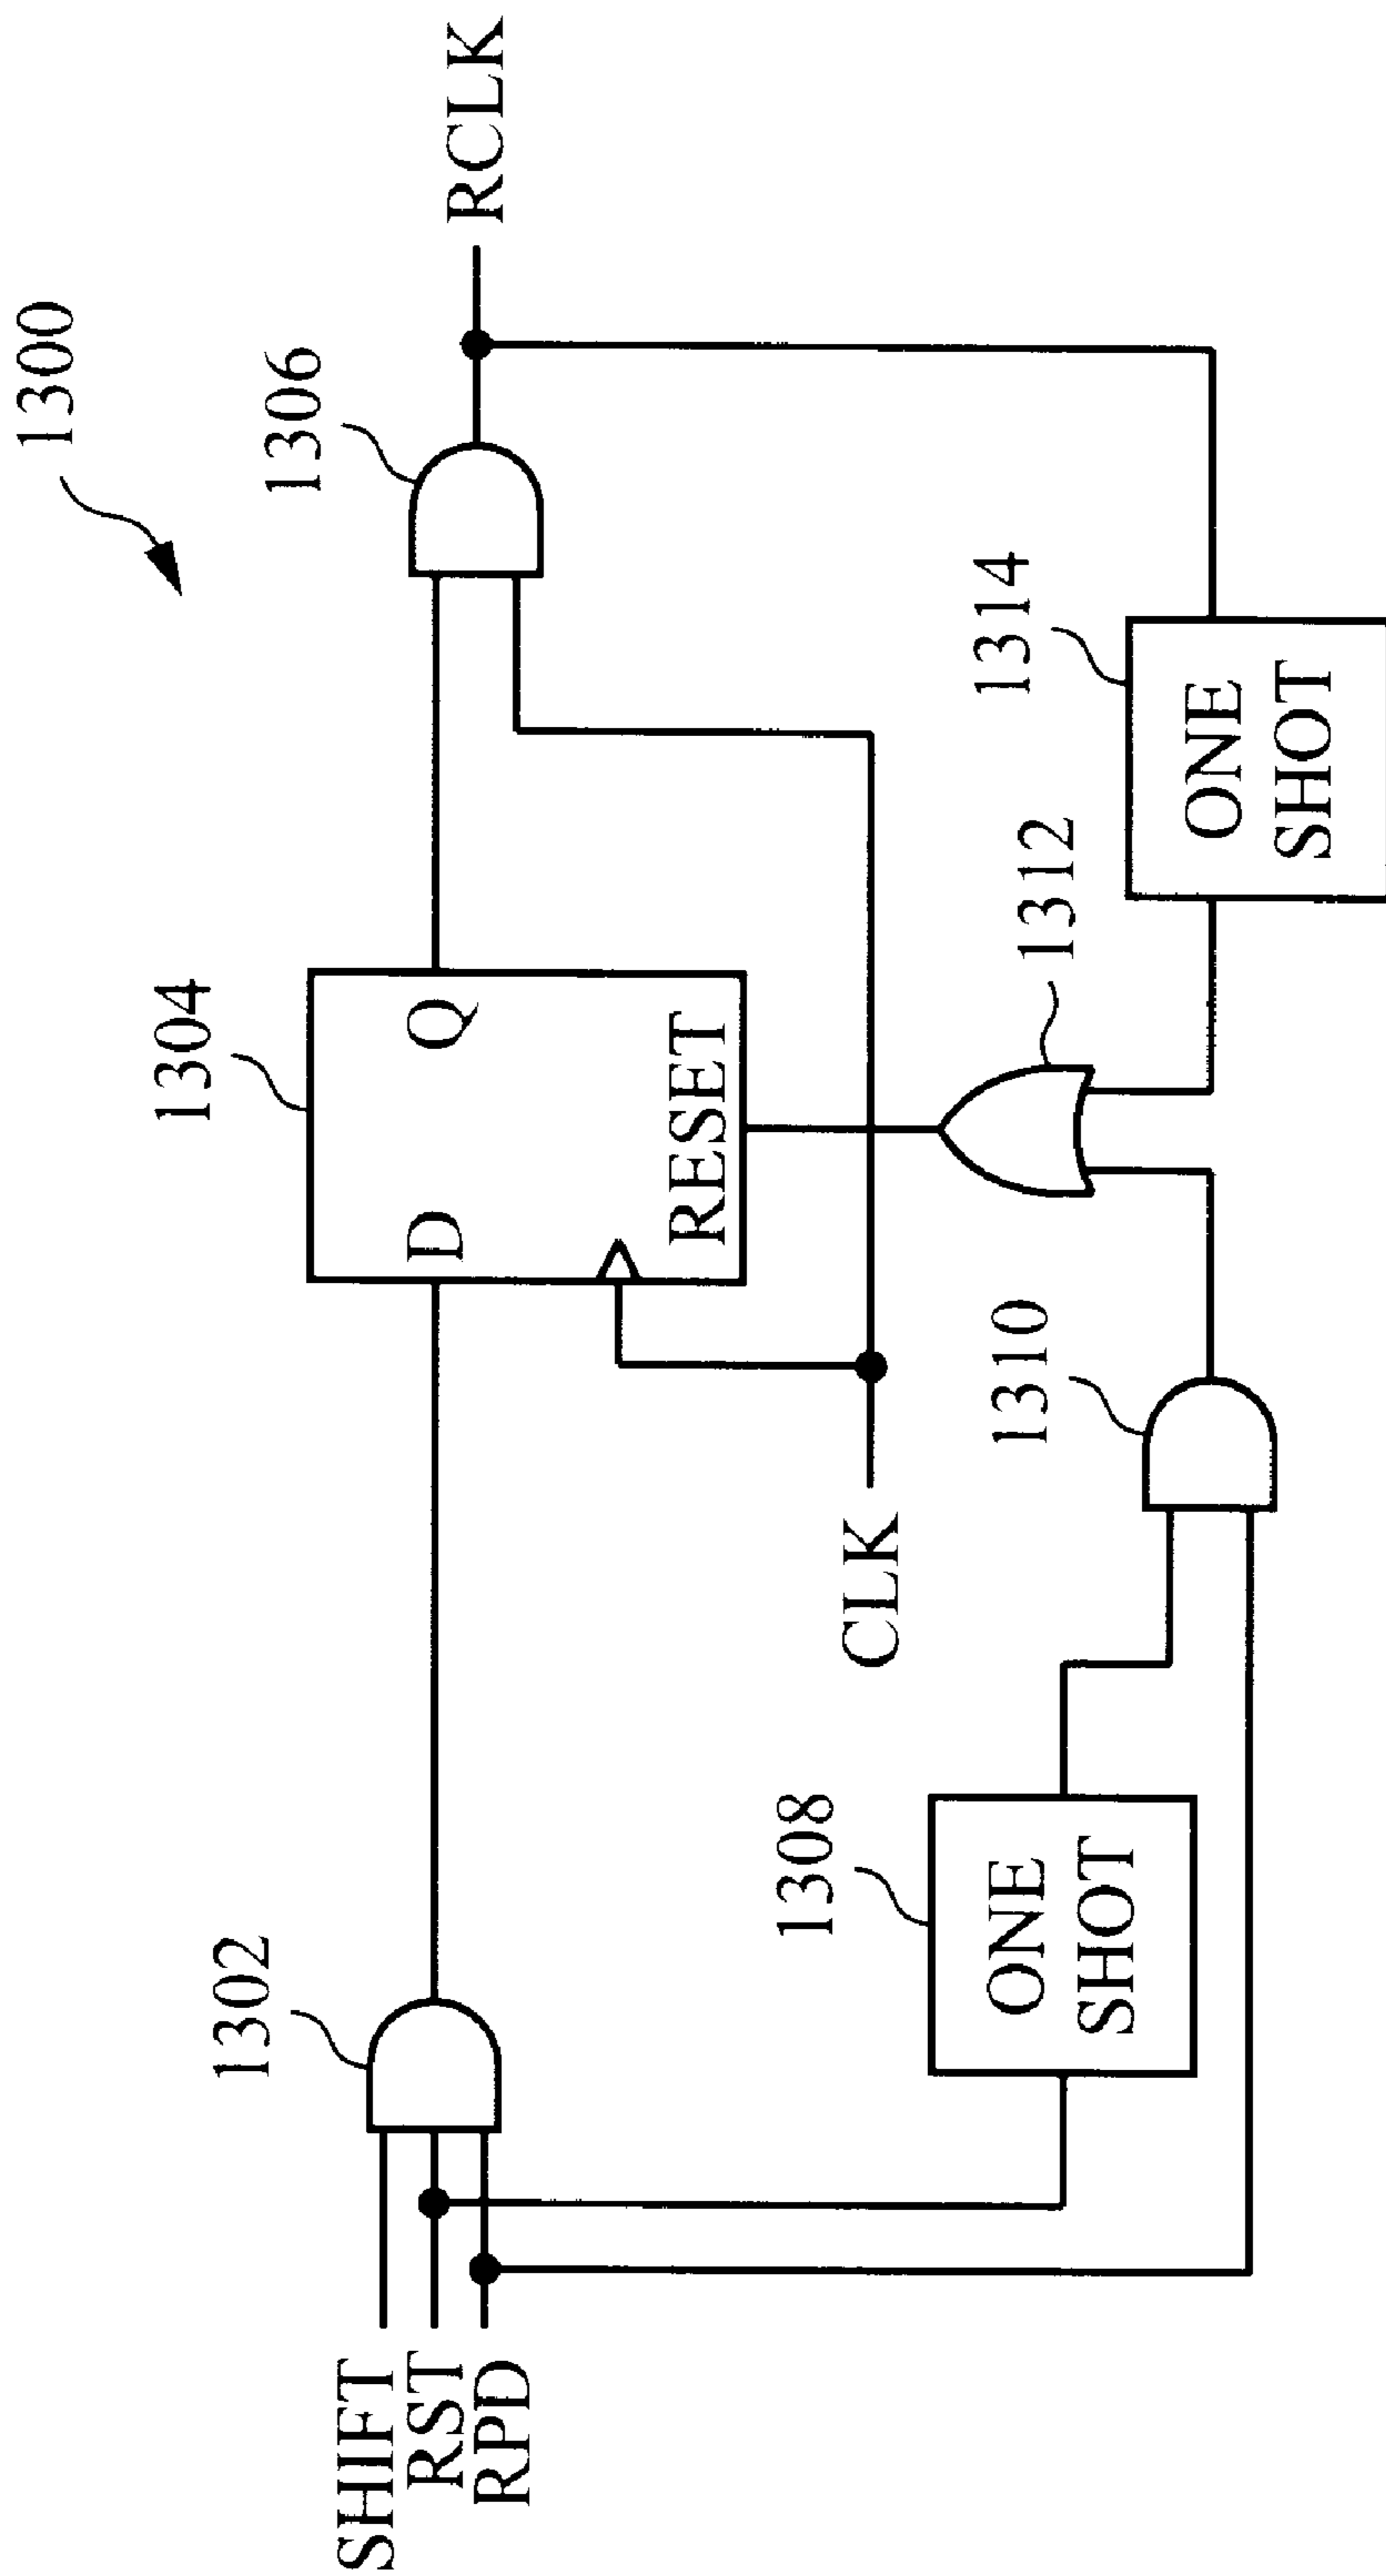 1300
1306
RCLK
1304
D
Q
RESET
1302
SHIFT
RST
RPD
CLK
1308
ONE
SHOT
1310
1312
1314
ONE
SHOT